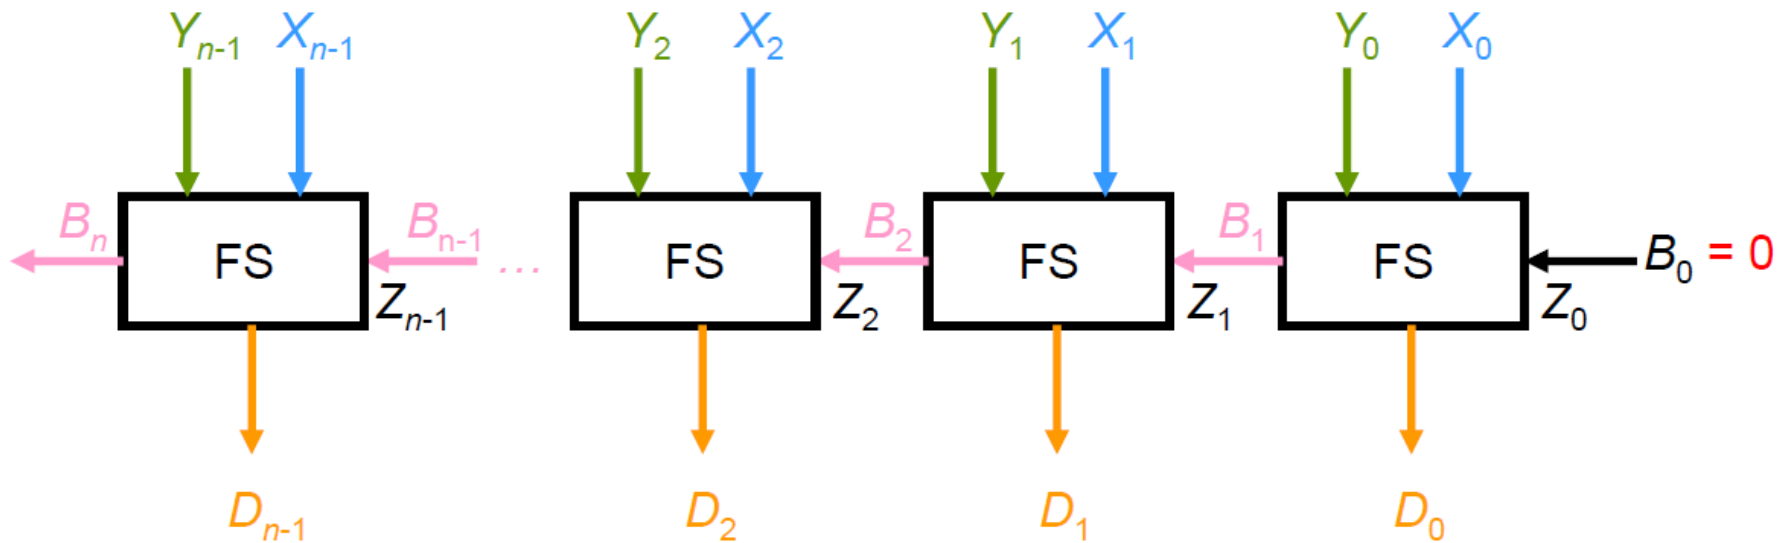 Yn-1 Xn-1 Y2 X2 Y1 X1 Y0 X0
Bn FS Bn-1 ... FS B2 FS B1 FS B0 = 0
Zn-1 Z2 Z1 Z0
Dn-1 D2 D1 D0